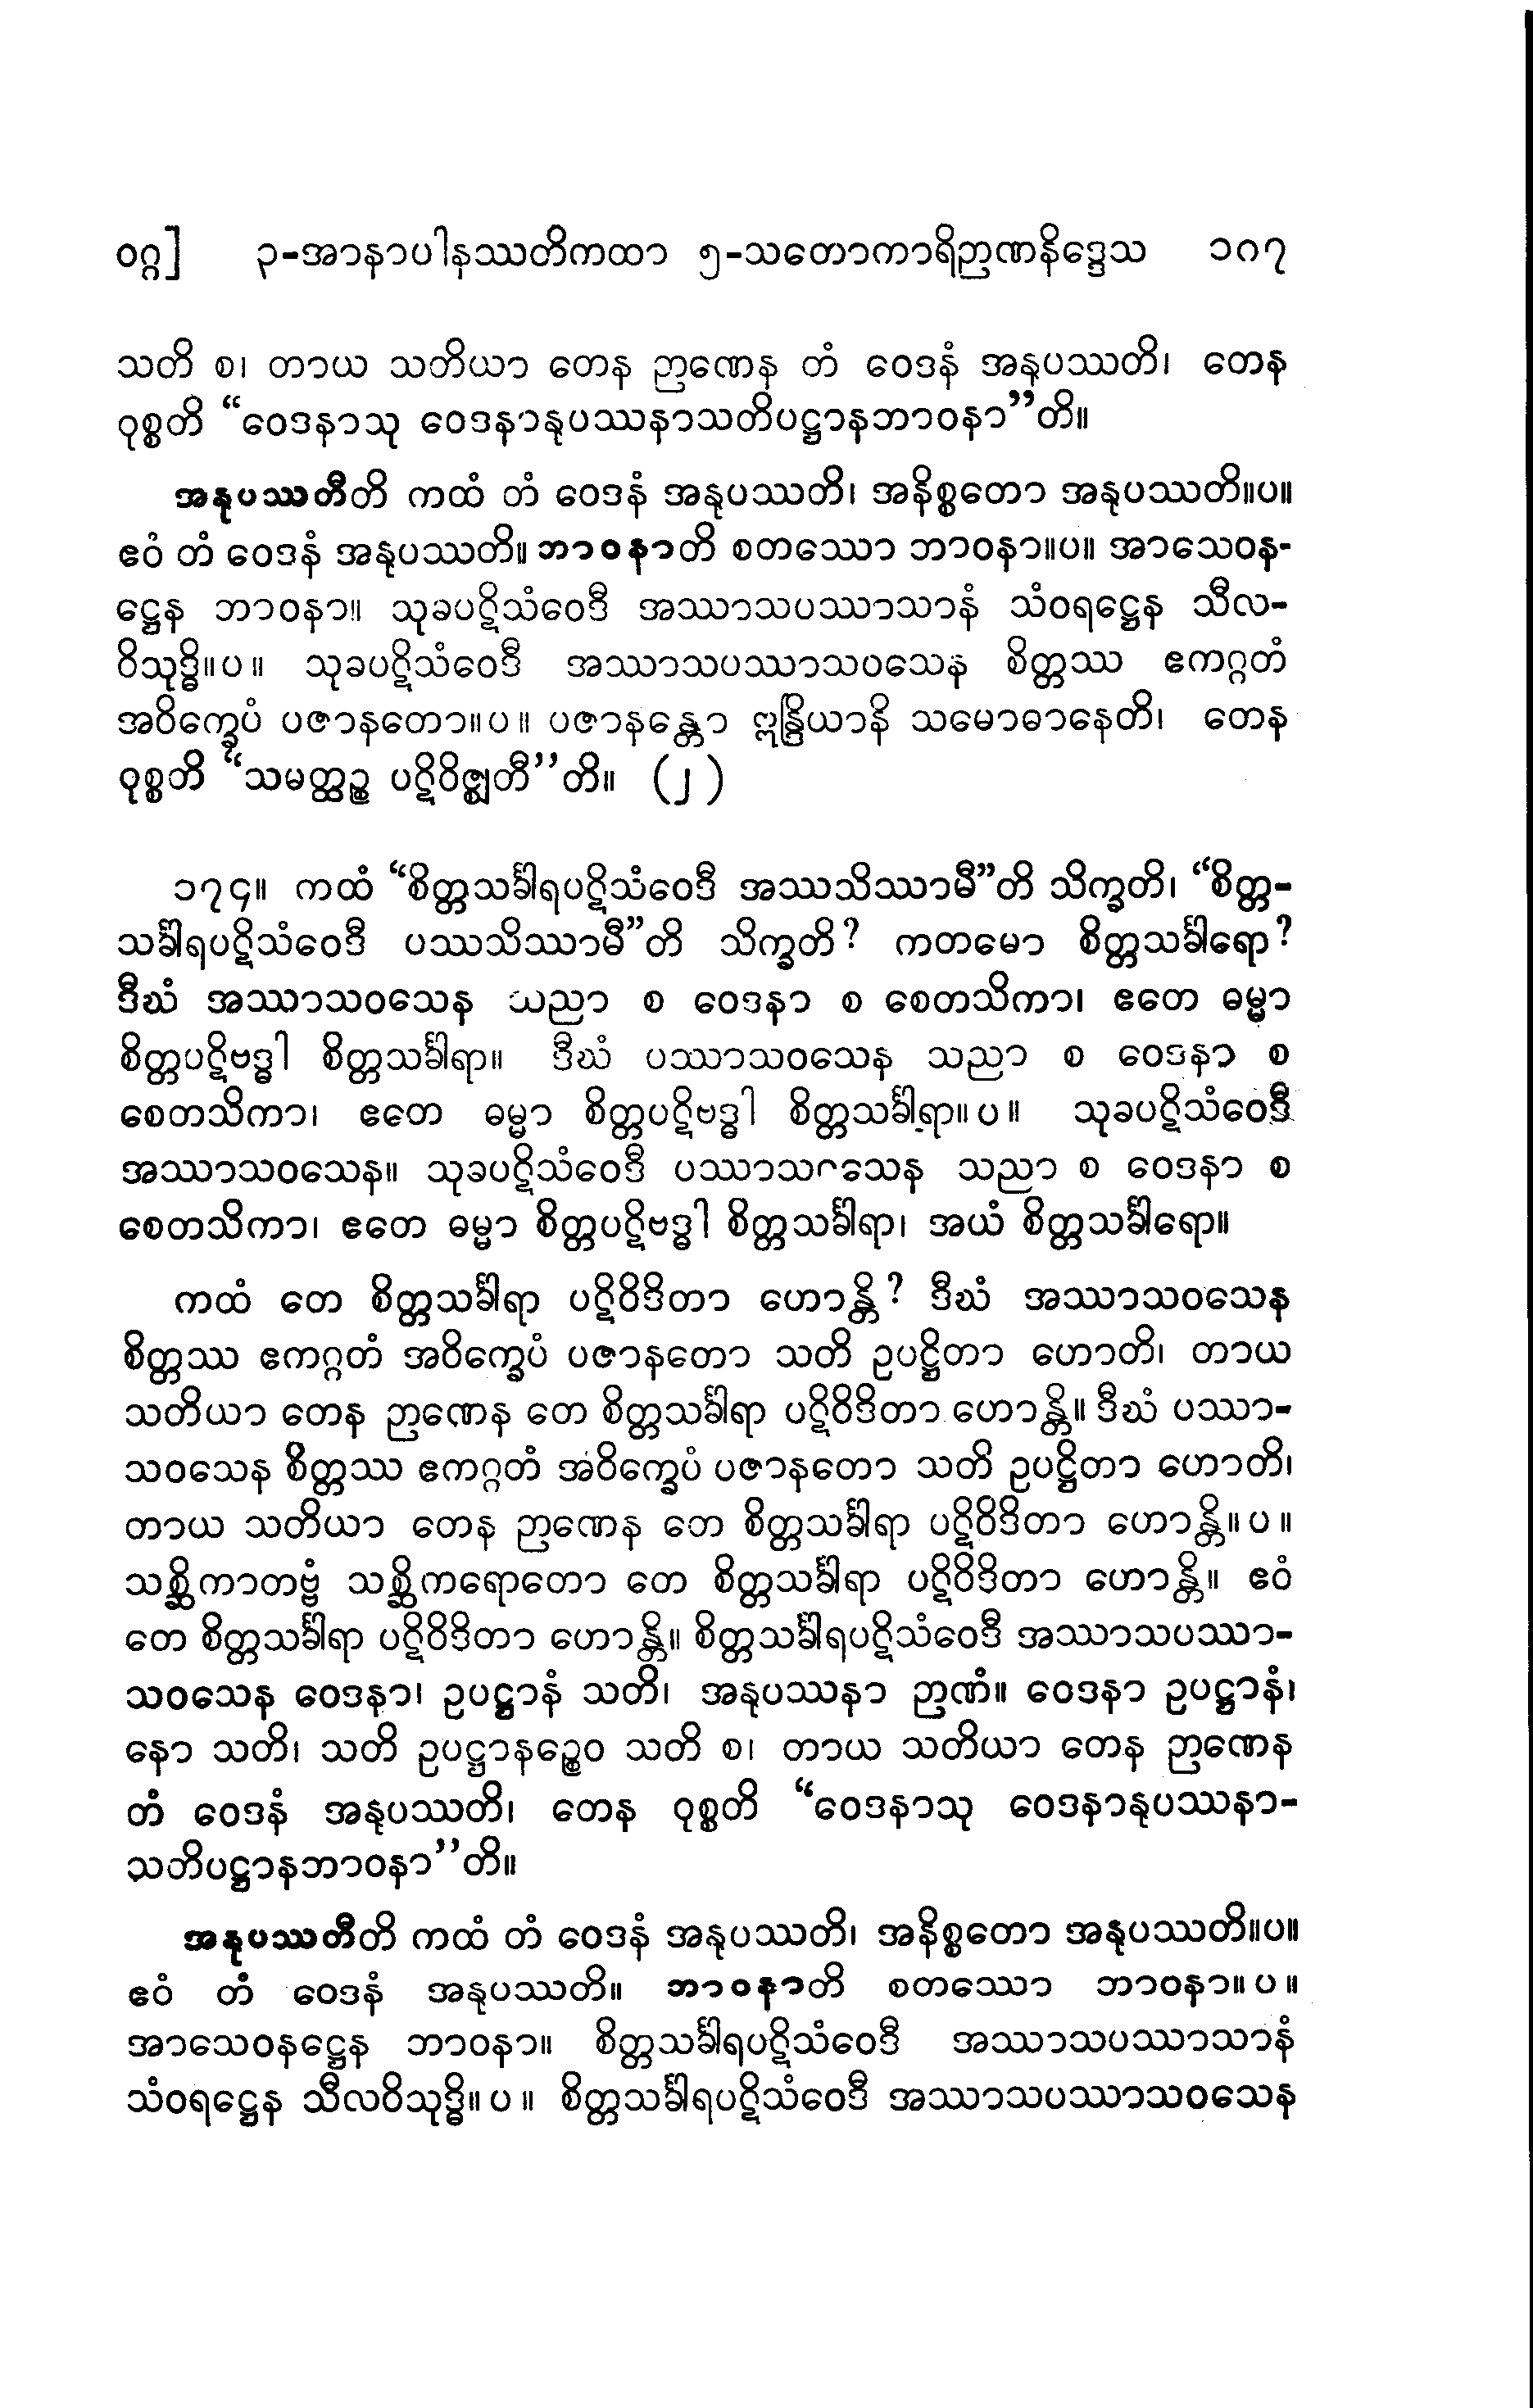 ဝဂ္ဂ] ၃-အာနာပါနဿတိကထာ ၅-သတောကာရိဉာဏနိဒ္ဒေသ ၁၈၇
သတိ စ၊ တာယ သတိယာ တေန ဉာဏေန တံ ဝေဒနံ အနုပဿတိ၊ တေန
ဝုစ္စတိ “ဝေဒနာသု ဝေဒနာနုပဿနာသတိပဋ္ဌာနဘာဝနာ”တိ။
အနုပဿတီတိ ကထံ တံ ဝေဒနံ အနုပဿတိ၊ အနိစ္စတော အနုပဿတိ။ပ။
ဧဝံ တံ ဝေဒနံ အနုပဿတိ။ ဘာဝနာတိ စတဿော ဘာဝနာ။ပ။ အာသေဝန-
ဋ္ဌေန ဘာဝနာ။ သုခပဋိသံဝေဒီ အဿာသပဿာသာနံ သံဝရဋ္ဌေန သီလ-
ဝိသုဒ္ဓိ။ပ။ သုခပဋိသံဝေဒီ အဿာသပဿာသဝသေန စိတ္တဿ ဧကဂ္ဂတံ
အဝိက္ခေပံ ပဇာနတော။ပ။ ပဇာနန္တော ဣန္ဒြိယာနိ သမောဓာနေတိ၊ တေန
ဝုစ္စတိ “သမတ္ထဉ္စ ပဋိဝိဇ္ဈတီ”တိ။ (၂)
၁၇၄။ ကထံ “စိတ္တသင်္ခါရပဋိသံဝေဒီ အဿသိဿာမီ”တိ သိက္ခတိ၊ “စိတ္တ-
သင်္ခါရပဋိသံဝေဒီ ပဿသိဿာမီ”တိ သိက္ခတိ? ကတမော စိတ္တသင်္ခါရော?
ဒီဃံ အဿာသဝသေန သညာ စ ဝေဒနာ စ စေတသိကာ၊ ဧတေ ဓမ္မာ
စိတ္တပဋိဗဒ္ဓါ စိတ္တသင်္ခါရာ။ ဒီဃံ ပဿာသဝသေန သညာ စ ဝေဒနာ စ
စေတသိကာ၊ ဧတေ ဓမ္မာ စိတ္တပဋိဗဒ္ဓါ စိတ္တသင်္ခါရာ။ပ။ သုခပဋိသံဝေဒီ
အဿာသဝသေန။ သုခပဋိသံဝေဒီ ပဿာသဝသေန သညာ စ ဝေဒနာ စ
စေတသိကာ၊ ဧတေ ဓမ္မာ စိတ္တပဋိဗဒ္ဓါ စိတ္တသင်္ခါရာ၊ အယံ စိတ္တသင်္ခါရော။
ကထံ တေ စိတ္တသင်္ခါရာ ပဋိဝိဒိတာ ဟောန္တိ? ဒီဃံ အဿာသဝသေန
စိတ္တဿ ဧကဂ္ဂတံ အဝိက္ခေပံ ပဇာနတော သတိ ဥပဋ္ဌိတာ ဟောတိ၊ တာယ
သတိယာ တေန ဉာဏေန တေ စိတ္တသင်္ခါရာ ပဋိဝိဒိတာ ဟောန္တိ။ ဒီဃံ ပဿာ-
သဝသေန စိတ္တဿ ဧကဂ္ဂတံ အဝိက္ခေပံ ပဇာနတော သတိ ဥပဋ္ဌိတာ ဟောတိ၊
တာယ သတိယာ တေန ဉာဏေန တေ စိတ္တသင်္ခါရာ ပဋိဝိဒိတာ ဟောန္တိ။ပ။
သစ္ဆိကာတဗ္ဗံ သစ္ဆိကရောတော တေ စိတ္တသင်္ခါရာ ပဋိဝိဒိတာ ဟောန္တိ။ ဧဝံ
တေ စိတ္တသင်္ခါရာ ပဋိဝိဒိတာ ဟောန္တိ။ စိတ္တသင်္ခါရပဋိသံဝေဒီ အဿာသပဿာ-
သဝသေန ဝေဒနာ၊ ဥပဋ္ဌာနံ သတိ၊ အနုပဿနာ ဉာဏံ။ ဝေဒနာ ဥပဋ္ဌာနံ၊
နော သတိ၊ သတိ ဥပဋ္ဌာနဉ္စေဝ သတိ စ၊ တာယ သတိယာ တေန ဉာဏေန
တံ ဝေဒနံ အနုပဿတိ၊ တေန ဝုစ္စတိ “ဝေဒနာသု ဝေဒနာနုပဿနာ-
သတိပဋ္ဌာနဘာဝနာ”တိ။
အနုပဿတီတိ ကထံ တံ ဝေဒနံ အနုပဿတိ၊ အနိစ္စတော အနုပဿတိ။ပ။
ဧဝံ တံ ဝေဒနံ အနုပဿတိ။ ဘာဝနာတိ စတဿော ဘာဝနာ။ပ။
အာသေဝနဋ္ဌေန ဘာဝနာ။ စိတ္တသင်္ခါရပဋိသံဝေဒီ အဿာသပဿာသာနံ
သံဝရဋ္ဌေန သီလဝိသုဒ္ဓိ။ပ။ စိတ္တသင်္ခါရပဋိသံဝေဒီ အဿာသပဿာသဝသေန